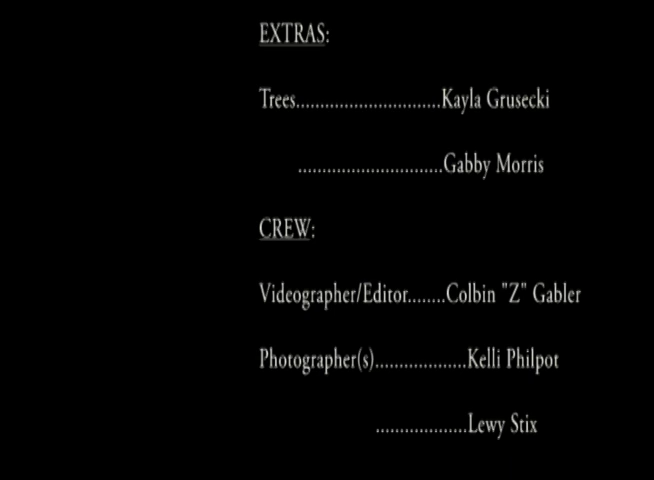 EXTRAS:
Trees..............................Kayla Grusecki
..............................Gabby Morris
CREW:
Videographer/Editor........Colbin "Z" Gabler
Photographer(s)...................Kelli Philpot
...................Lewy Stix